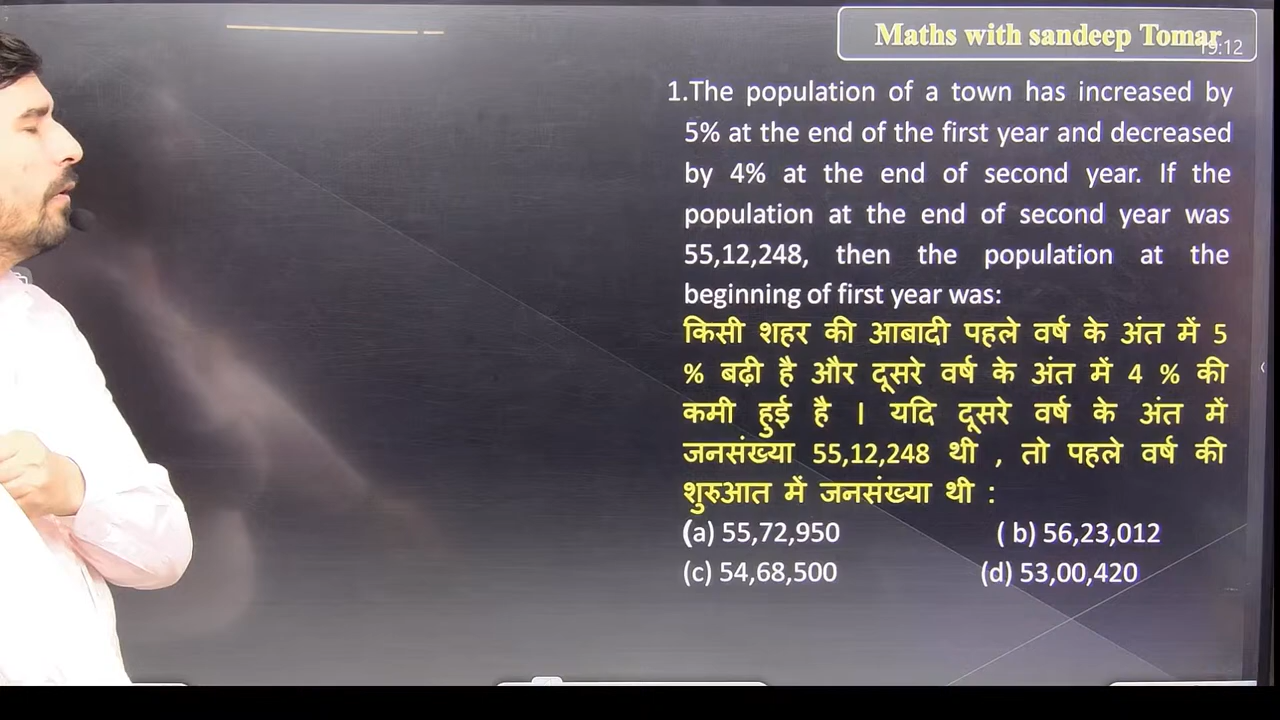 Maths with sandeep Tomar
19:12
1.The population of a town has increased by
5% at the end of the first year and decreased
by 4% at the end of second year. If the
population at the end of second year was
55,12,248, then the population at the
beginning of first year was:
किसी शहर की आबादी पहले वर्ष के अंत में 5
% बढ़ी है और दूसरे वर्ष के अंत में 4 % की
कमी हुई है । यदि दूसरे वर्ष के अंत में
जनसंख्या 55,12,248 थी , तो पहले वर्ष की
शुरुआत में जनसंख्या थी :
(a) 55,72,950 ( b) 56,23,012
(c) 54,68,500 (d) 53,00,420